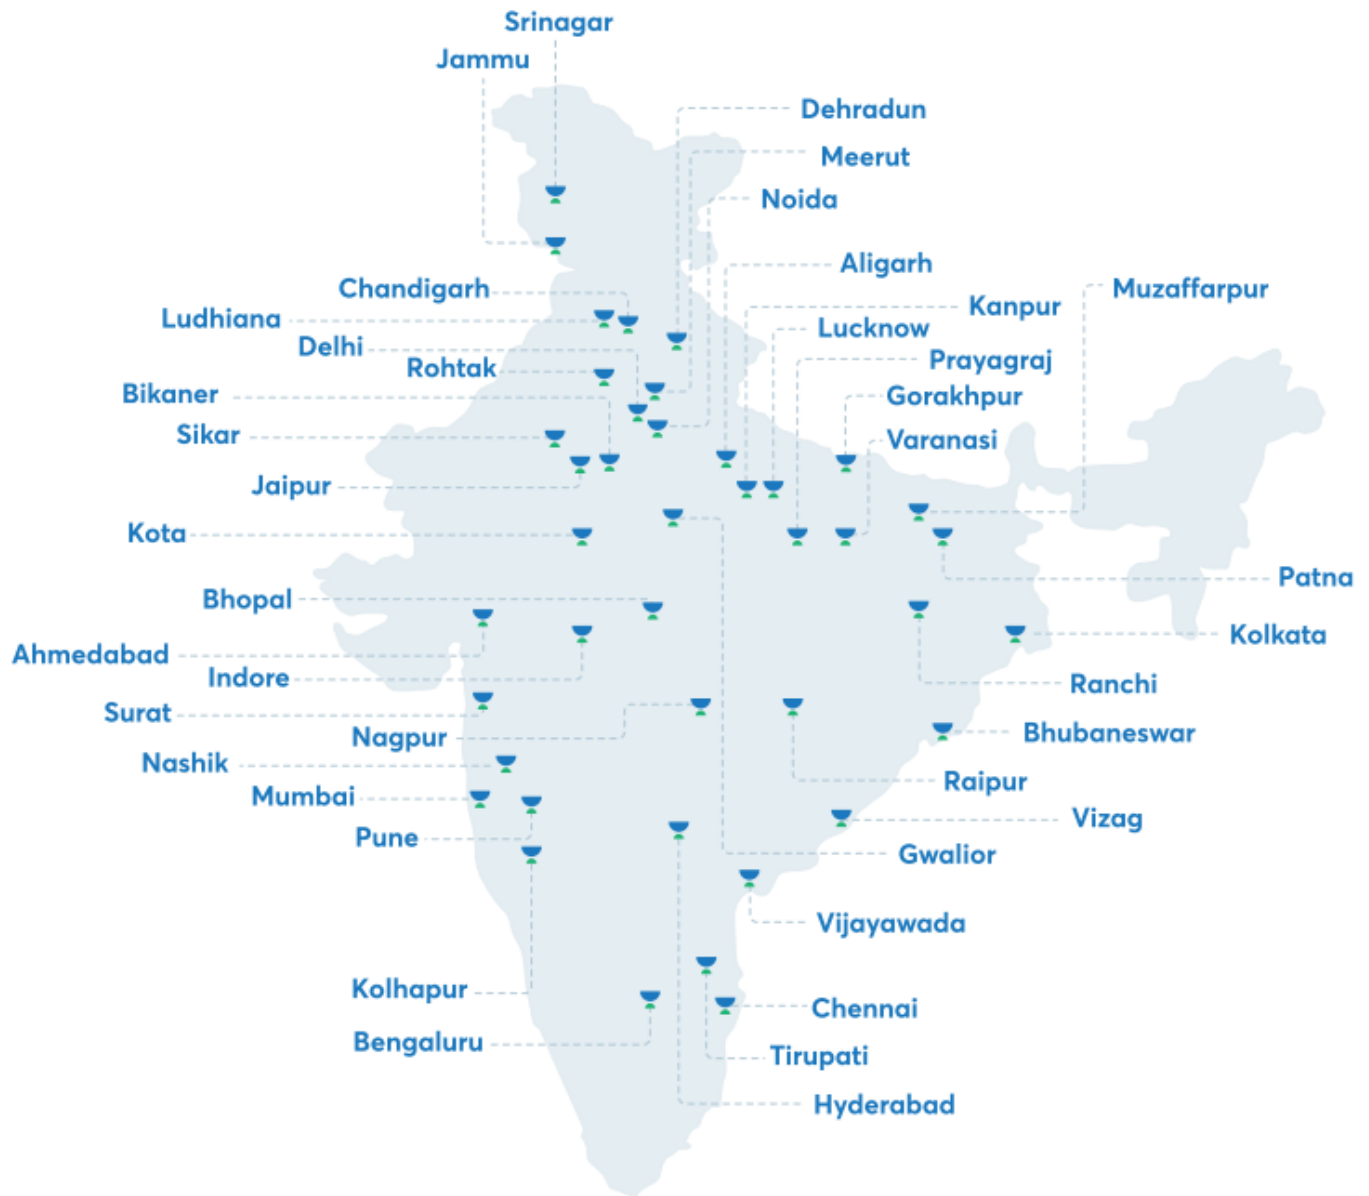 Srinagar
Jammu
Dehradun
Meerut
Noida
Aligarh
Chandigarh
Muzaffarpur
Kanpur
Ludhiana
Lucknow
Delhi
Prayagraj
Rohtak
Bikaner
Gorakhpur
Sikar
Varanasi
Jaipur
Kota
Patna
Bhopal
Kolkata
Ahmedabad
Indore
Ranchi
Surat
Bhubaneswar
Nagpur
Nashik
Raipur
Mumbai
Vizag
Pune
Gwalior
Vijayawada
Kolhapur
Chennai
Bengaluru
Tirupati
Hyderabad